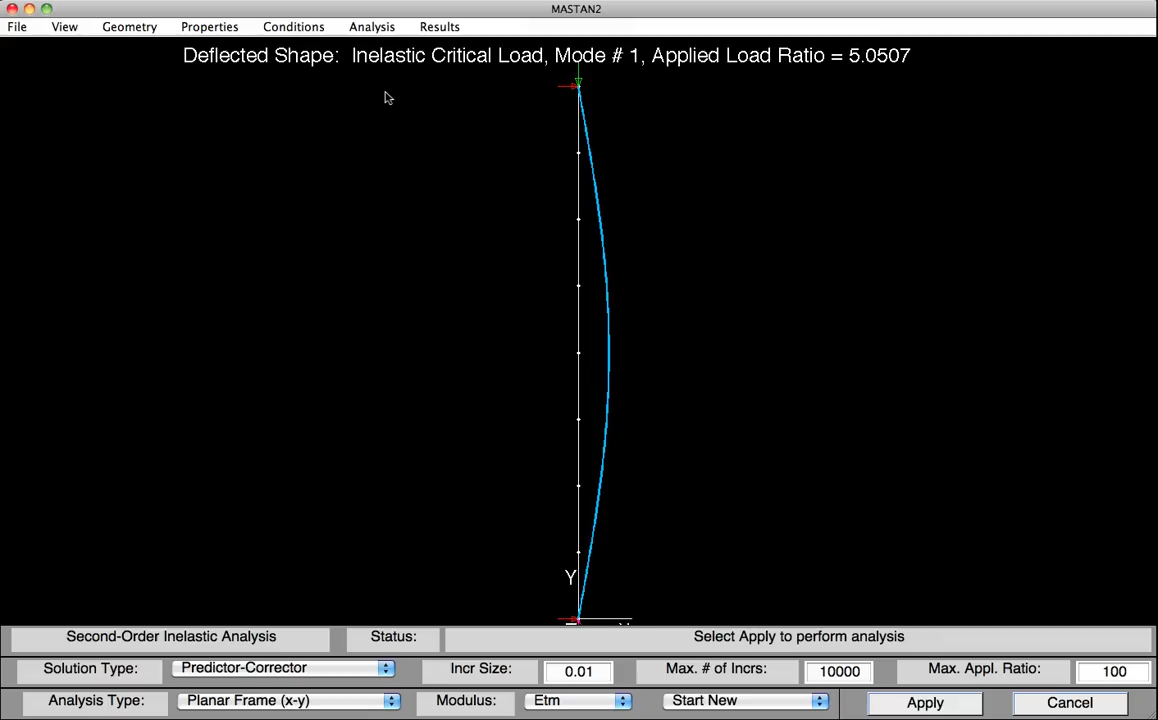 MASTAN2
File View Geometry Properties Conditions Analysis Results
Deflected Shape: Inelastic Critical Load, Mode # 1, Applied Load Ratio = 5.0507
Y
Second-Order Inelastic Analysis Status: Select Apply to perform analysis
Solution Type: Predictor-Corrector Incr Size: 0.01 Max. # of Incrs: 10000 Max. Appl. Ratio: 100
Analysis Type: Planar Frame (x-y) Modulus: Etm Start New Apply Cancel